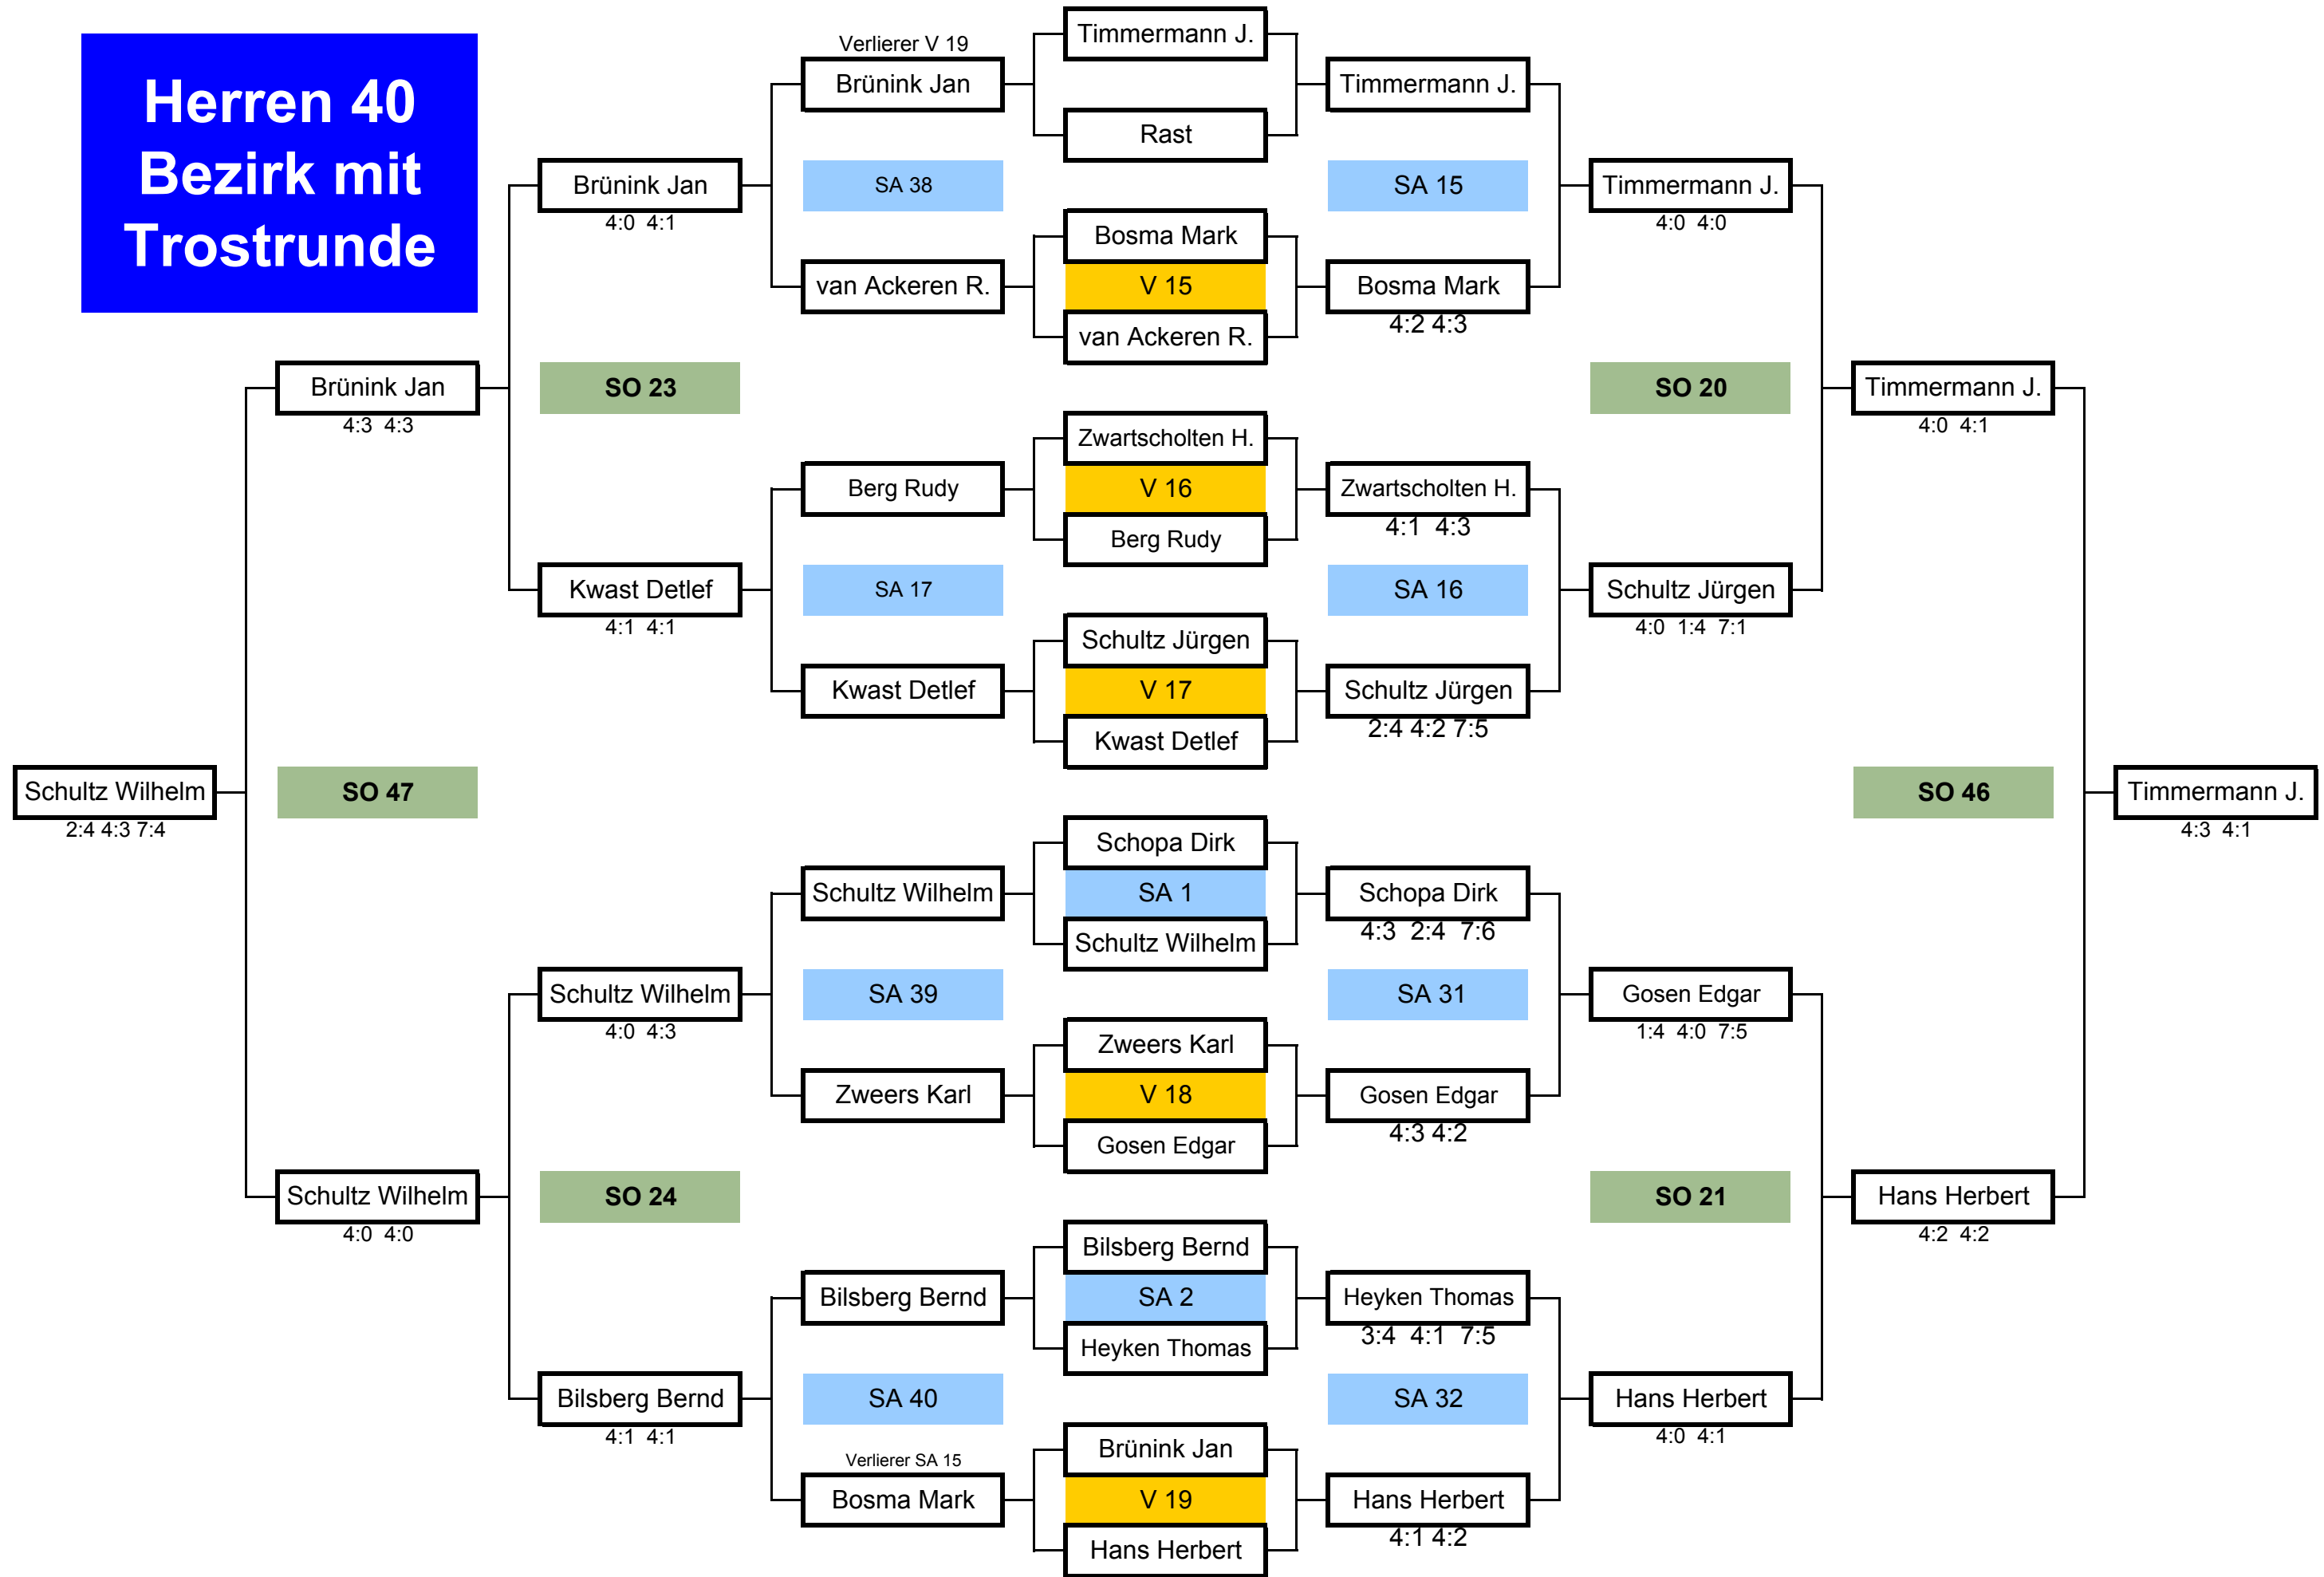 Herren 40
Bezirk mit
Trostrunde
Timmermann J.
Verlierer V 19
Brünink Jan
Timmermann J.
Rast
Brünink Jan
4:0 4:1
SA 38
SA 15
Timmermann J.
4:0 4:0
Bosma Mark
van Ackeren R.
V 15
Bosma Mark
4:2 4:3
van Ackeren R.
Brünink Jan
4:3 4:3
SO 23
SO 20
Timmermann J.
4:0 4:1
Zwartscholten H.
Berg Rudy
V 16
Zwartscholten H.
4:1 4:3
Berg Rudy
Kwast Detlef
4:1 4:1
SA 17
SA 16
Schultz Jürgen
4:0 1:4 7:1
Schultz Jürgen
Kwast Detlef
V 17
Schultz Jürgen
2:4 4:2 7:5
Kwast Detlef
Schultz Wilhelm
2:4 4:3 7:4
SO 47
SO 46
Timmermann J.
4:3 4:1
Schopa Dirk
Schultz Wilhelm
SA 1
Schopa Dirk
4:3 2:4 7:6
Schultz Wilhelm
Schultz Wilhelm
4:0 4:3
SA 39
SA 31
Gosen Edgar
1:4 4:0 7:5
Zweers Karl
Zweers Karl
V 18
Gosen Edgar
4:3 4:2
Gosen Edgar
Schultz Wilhelm
4:0 4:0
SO 24
SO 21
Hans Herbert
4:2 4:2
Bilsberg Bernd
Bilsberg Bernd
SA 2
Heyken Thomas
3:4 4:1 7:5
Heyken Thomas
Bilsberg Bernd
4:1 4:1
SA 40
SA 32
Hans Herbert
4:0 4:1
Brünink Jan
Verlierer SA 15
Bosma Mark
V 19
Hans Herbert
4:1 4:2
Hans Herbert